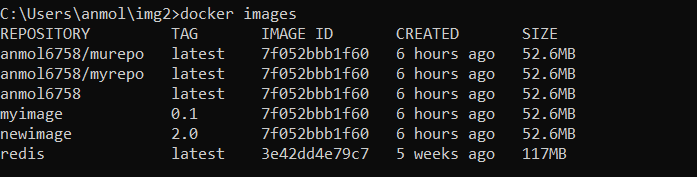 C:\Users\anmol\img2>docker images
REPOSITORY TAG IMAGE ID CREATED SIZE
anmol6758/murepo latest 7f052bbb1f60 6 hours ago 52.6MB
anmol6758/myrepo latest 7f052bbb1f60 6 hours ago 52.6MB
anmol6758 latest 7f052bbb1f60 6 hours ago 52.6MB
myimage 0.1 7f052bbb1f60 6 hours ago 52.6MB
newimage 2.0 7f052bbb1f60 6 hours ago 52.6MB
redis latest 3e42dd4e79c7 5 weeks ago 117MB